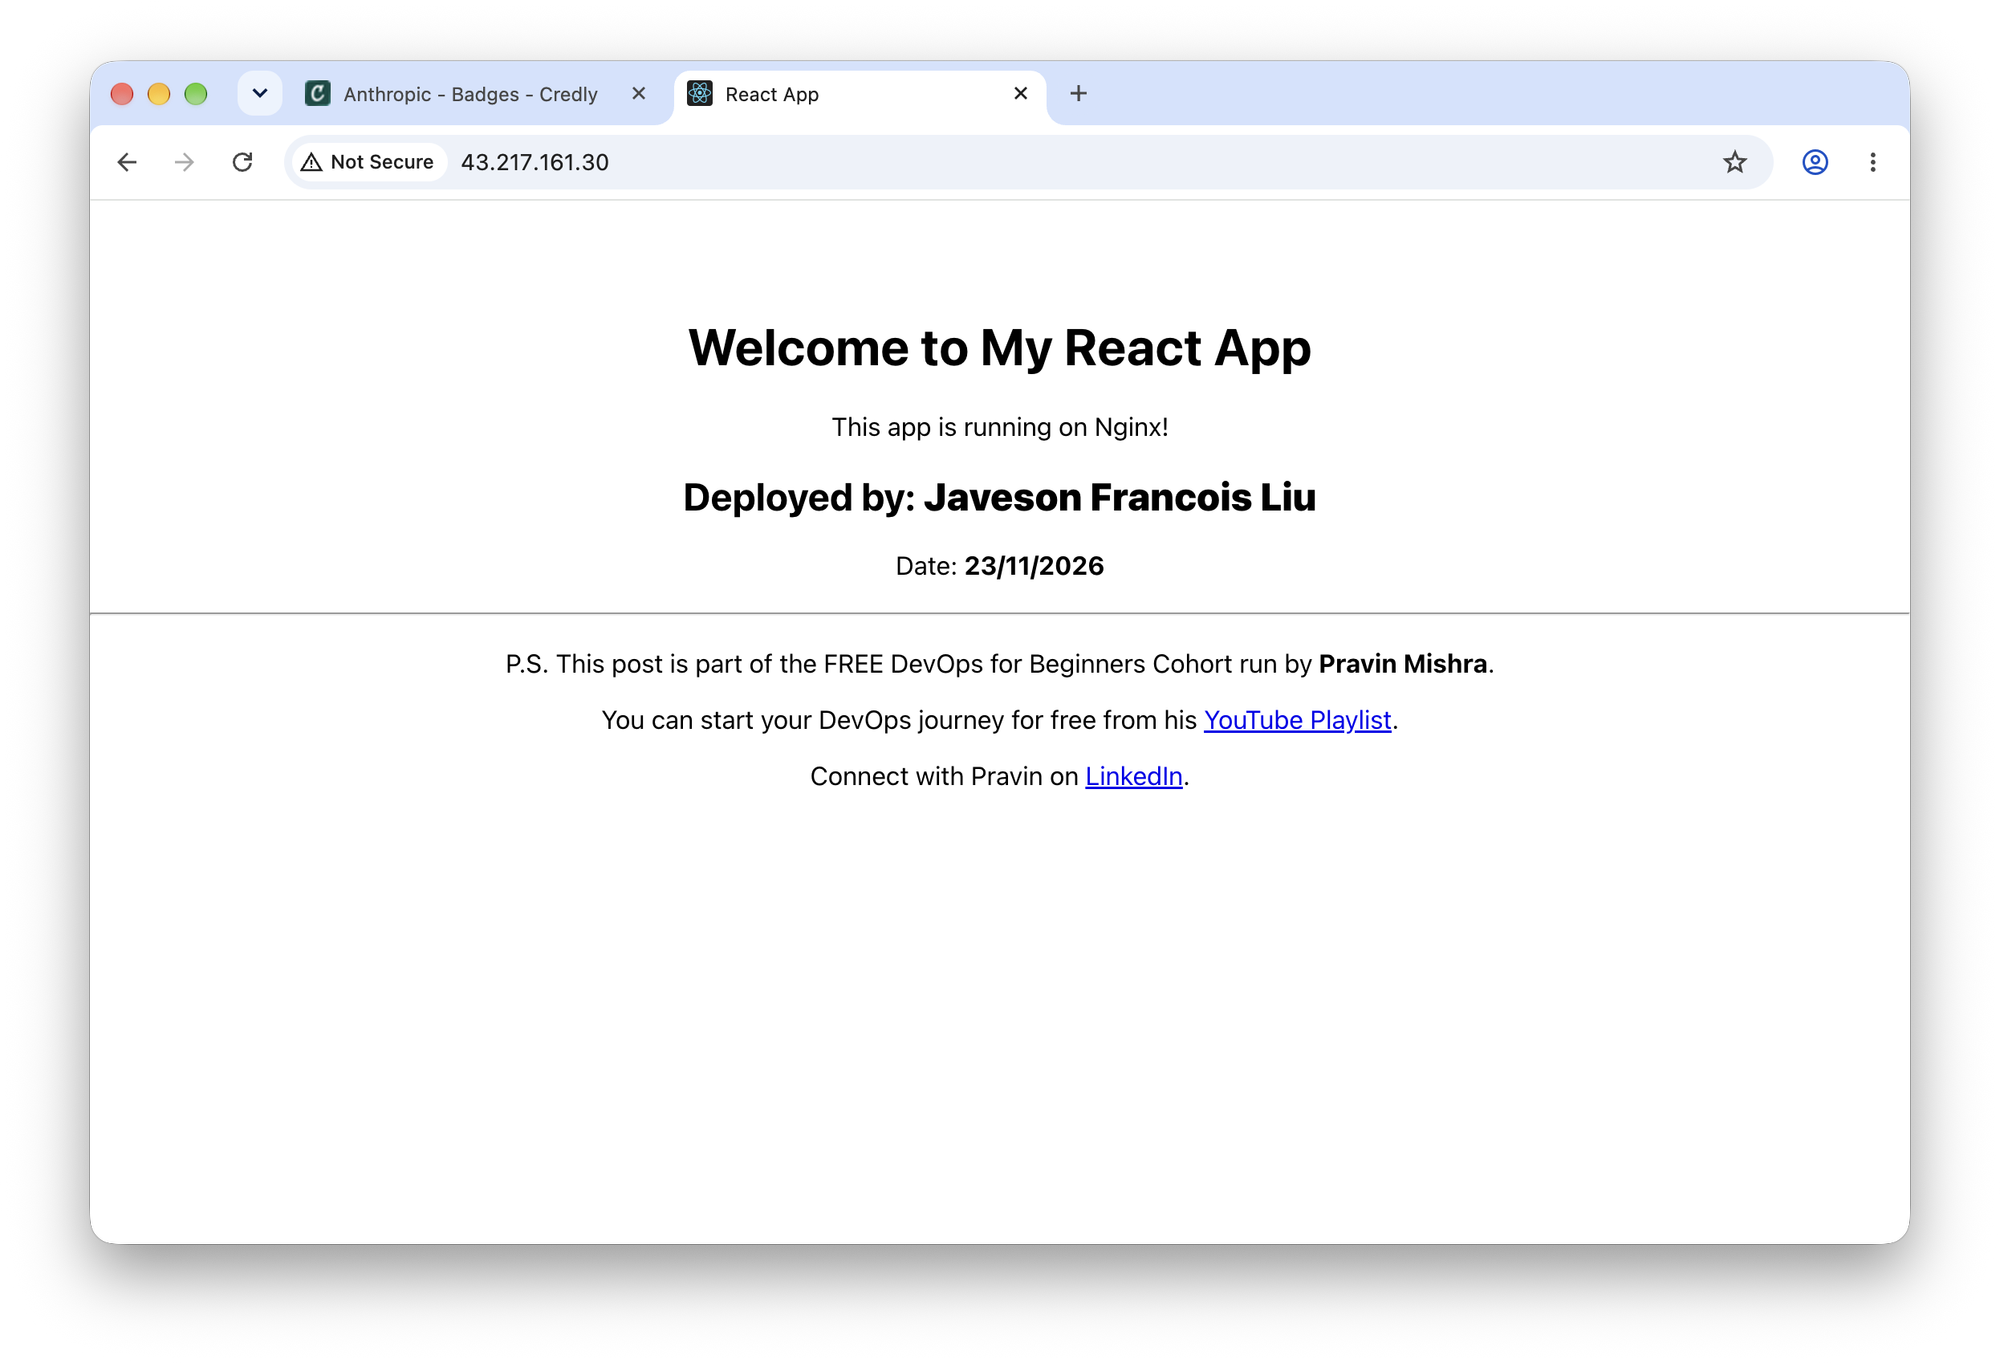 Anthropic - Badges - Credly
React App
Not Secure
43.217.161.30
Welcome to My React App
This app is running on Nginx!
Deployed by: Javeson Francois Liu
Date: 23/11/2026
P.S. This post is part of the FREE DevOps for Beginners Cohort run by Pravin Mishra.
You can start your DevOps journey for free from his YouTube Playlist.
Connect with Pravin on LinkedIn.